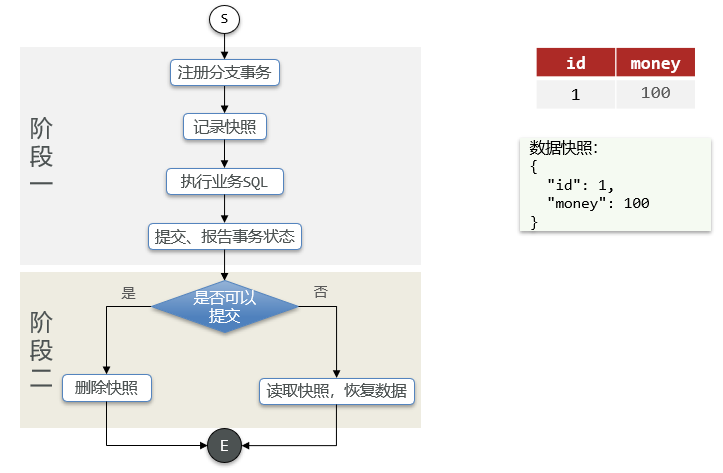 S
阶段一
注册分支事务
记录快照
执行业务SQL
提交、报告事务状态
阶段二
是否可以
提交
是
否
删除快照
读取快照，恢复数据
E
id money
1 100
数据快照：
{
"id": 1,
"money": 100
}